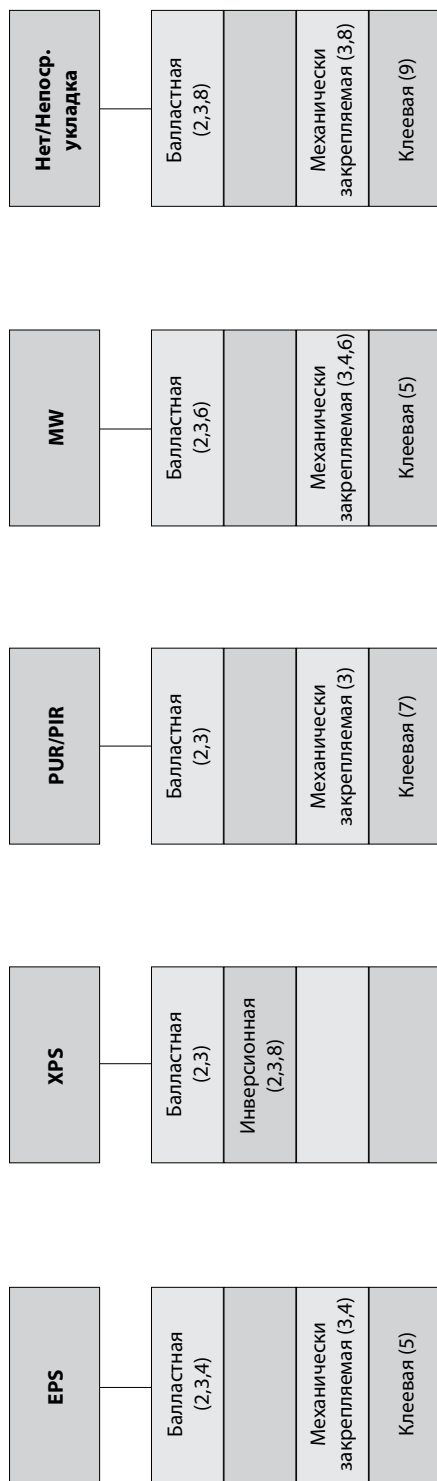 EPS
Балластная
(2,3,4)
Механически
закрепляемая (3,4)
Клеевая (5)
XPS
Балластная
(2,3)
Инверсионная
(2,3,8)
PUR/PIR
Балластная
(2,3)
Механически
закрепляемая (3)
Клеевая (7)
MW
Балластная
(2,3,6)
Механически
закрепляемая (3,4,6)
Клеевая (5)
Нет/Непоср.
укладка
Балластная
(2,3,8)
Механически
закрепляемая (3,8)
Клеевая (9)